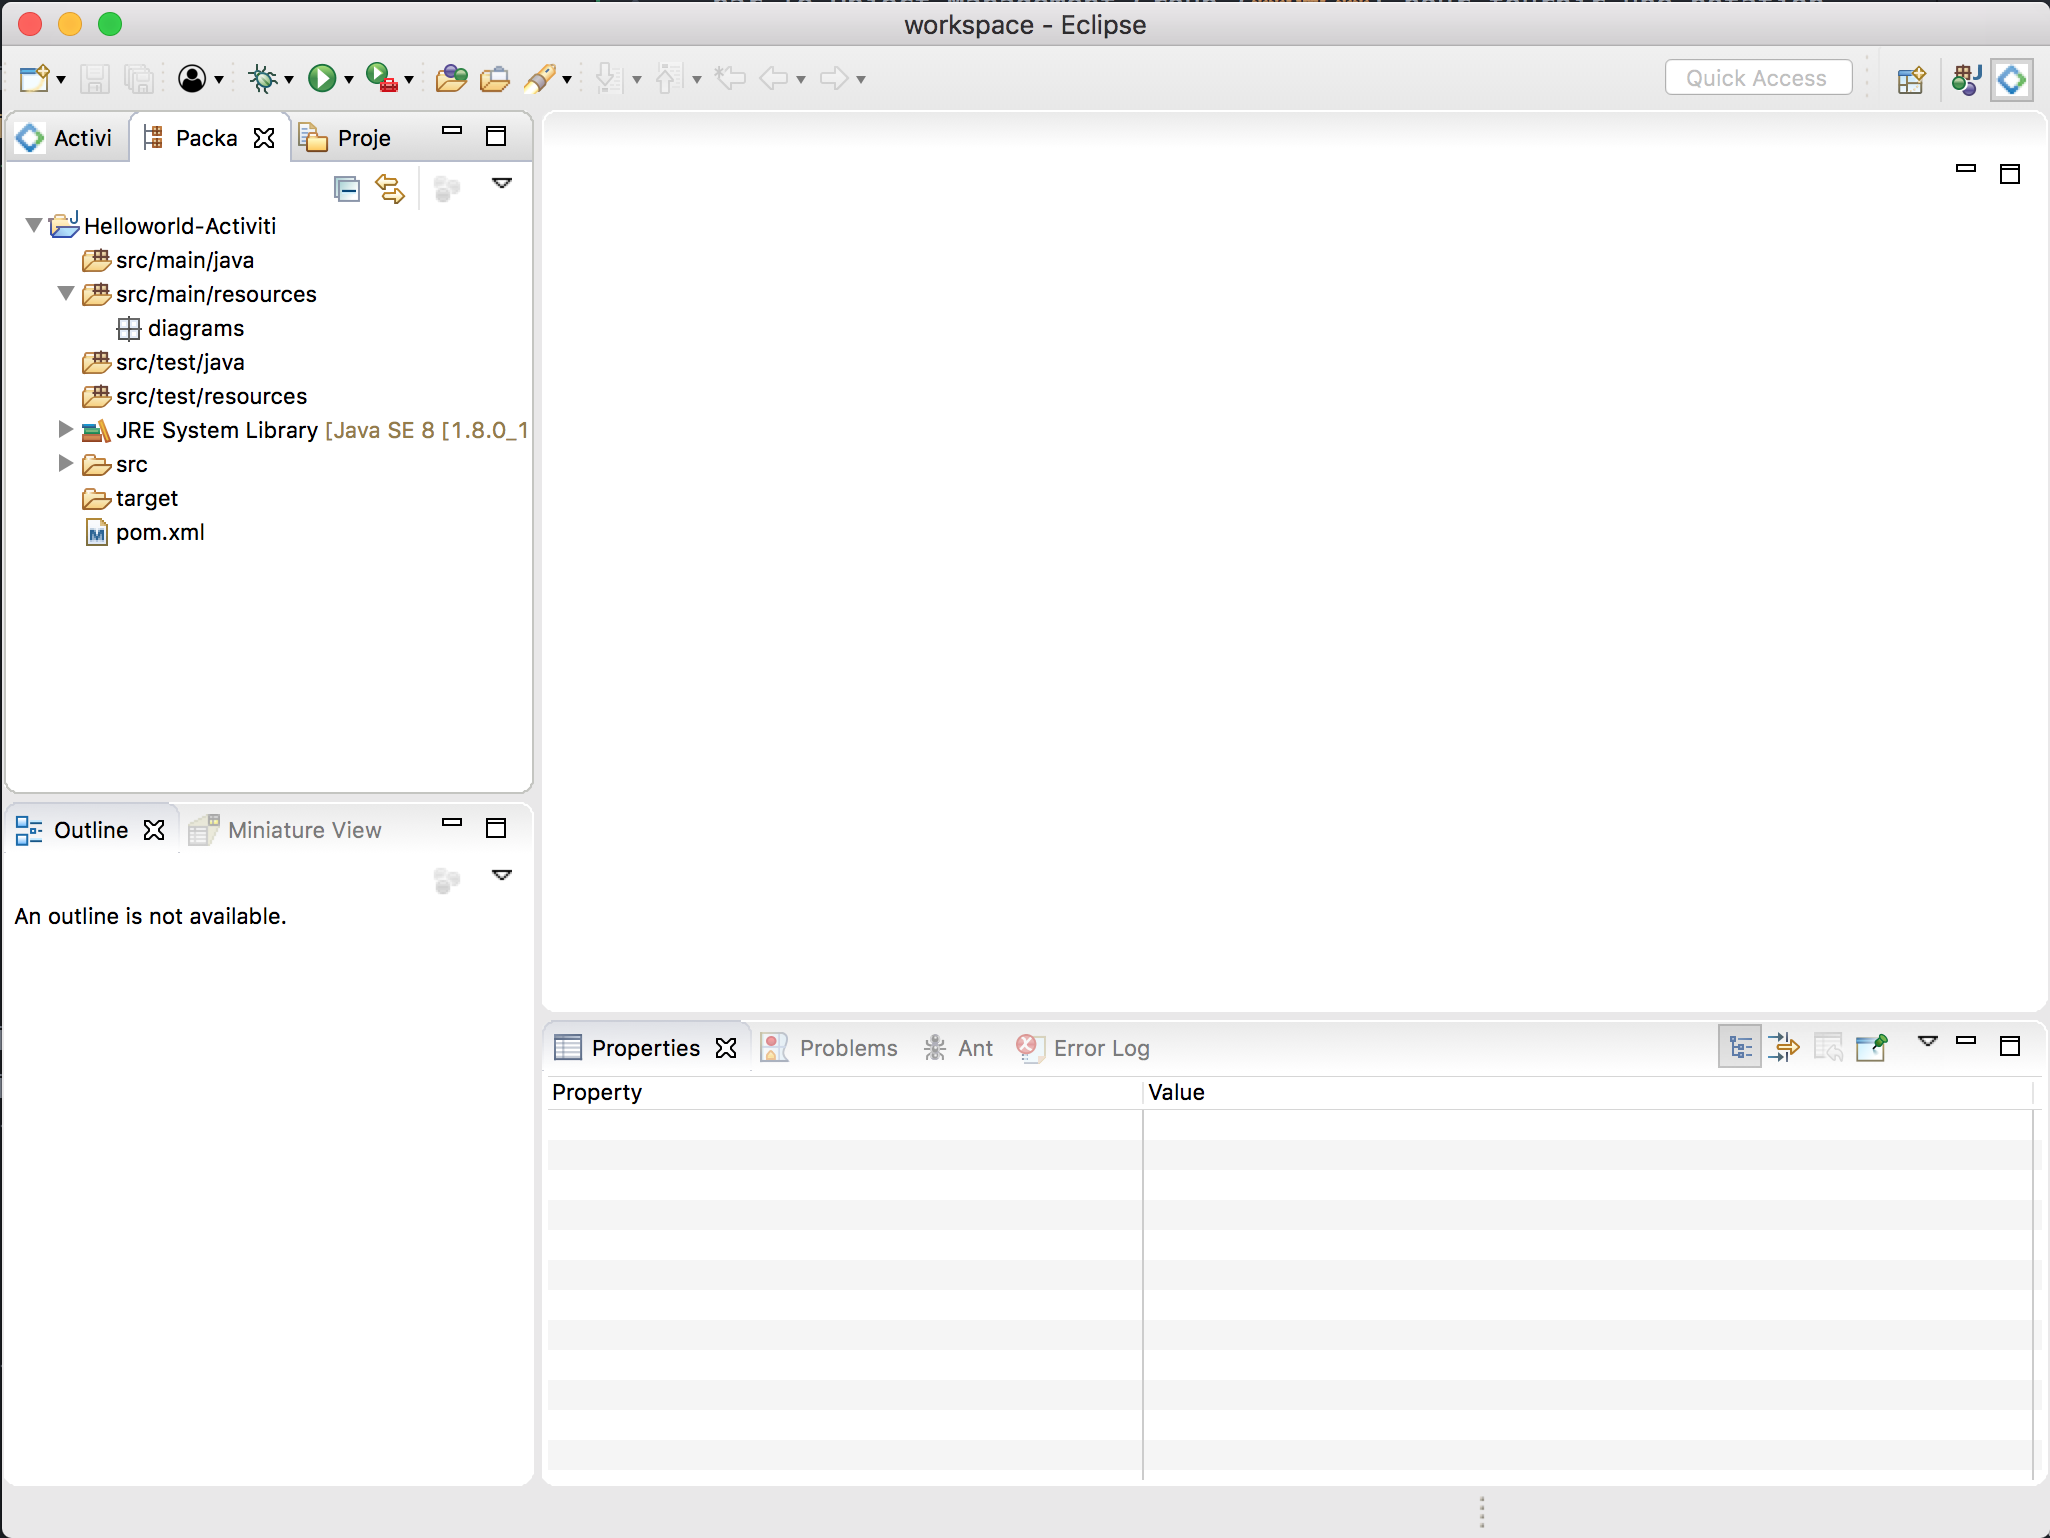 workspace - Eclipse
Quick Access
Activi Packa Proje
Helloworld-Activiti
src/main/java
src/main/resources
diagrams
src/test/java
src/test/resources
JRE System Library [Java SE 8 [1.8.0_1
src
target
pom.xml
Outline Miniature View
An outline is not available.
Properties Problems Ant Error Log
Property Value